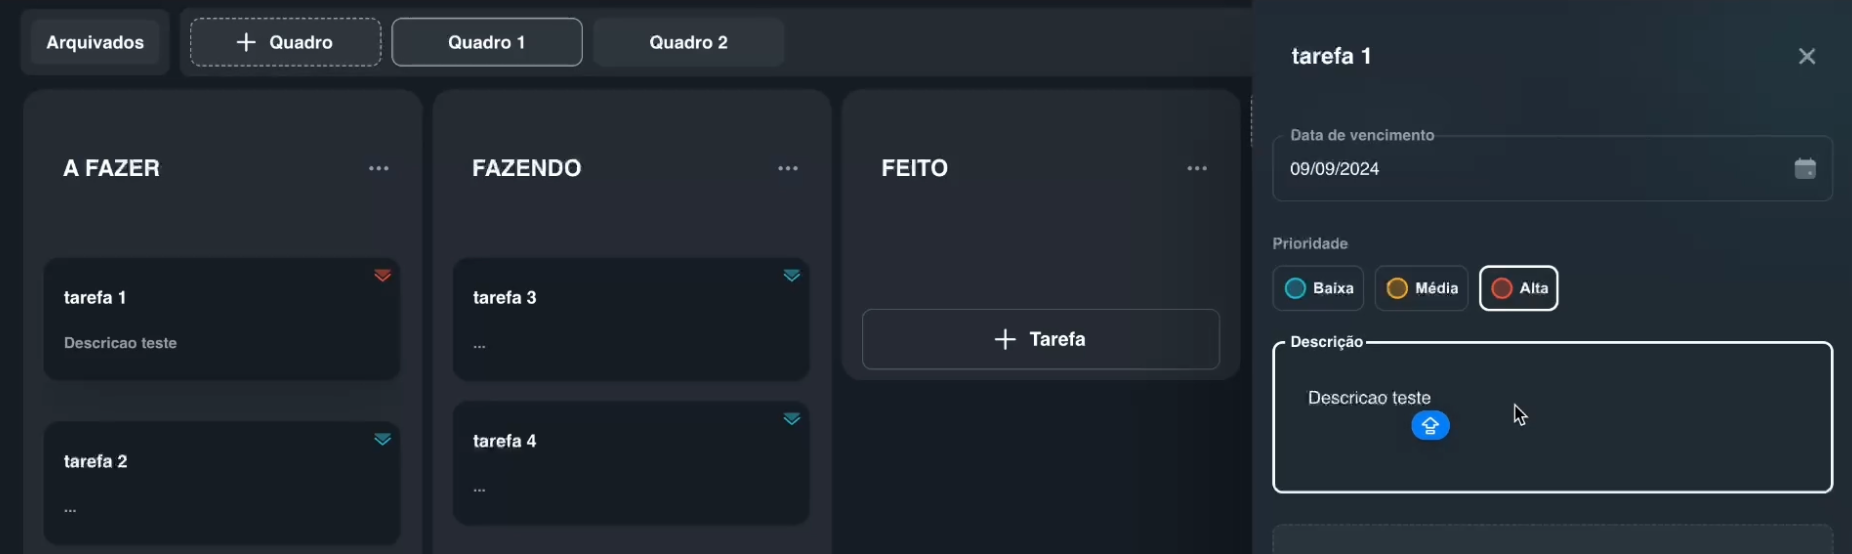 Arquivados
+ Quadro
Quadro 1
Quadro 2
A FAZER
...
tarefa 1
Descricao teste
tarefa 2
...
FAZENDO
...
tarefa 3
...
tarefa 4
...
FEITO
...
+ Tarefa
tarefa 1
Data de vencimento
09/09/2024
Prioridade
Baixa
Média
Alta
Descrição
Descricao teste